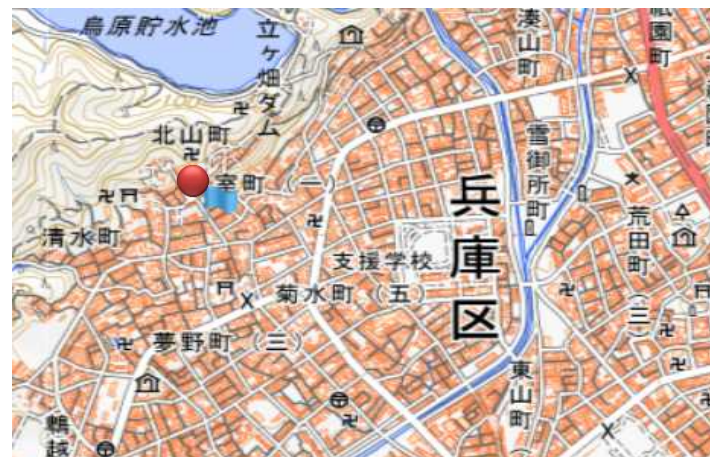 烏原貯水池
立ヶ畑ダム
湊山町
祇園町
北山町
室町(一)
雪御所町
兵庫区
荒田町(三)
清水町
支援学校
菊水町(五)
夢野町(三)
東山町
鵯越